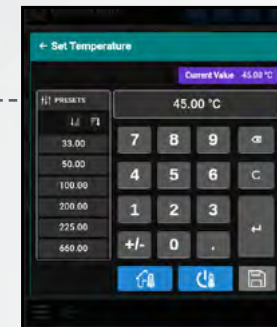 ← Set Temperature
Current Value 45.00 °C
PRESETS
45.00 °C
33.00
50.00
100.00
200.00
225.00
660.00
7 8 9
4 5 6 C
1 2 3
+/- 0 .